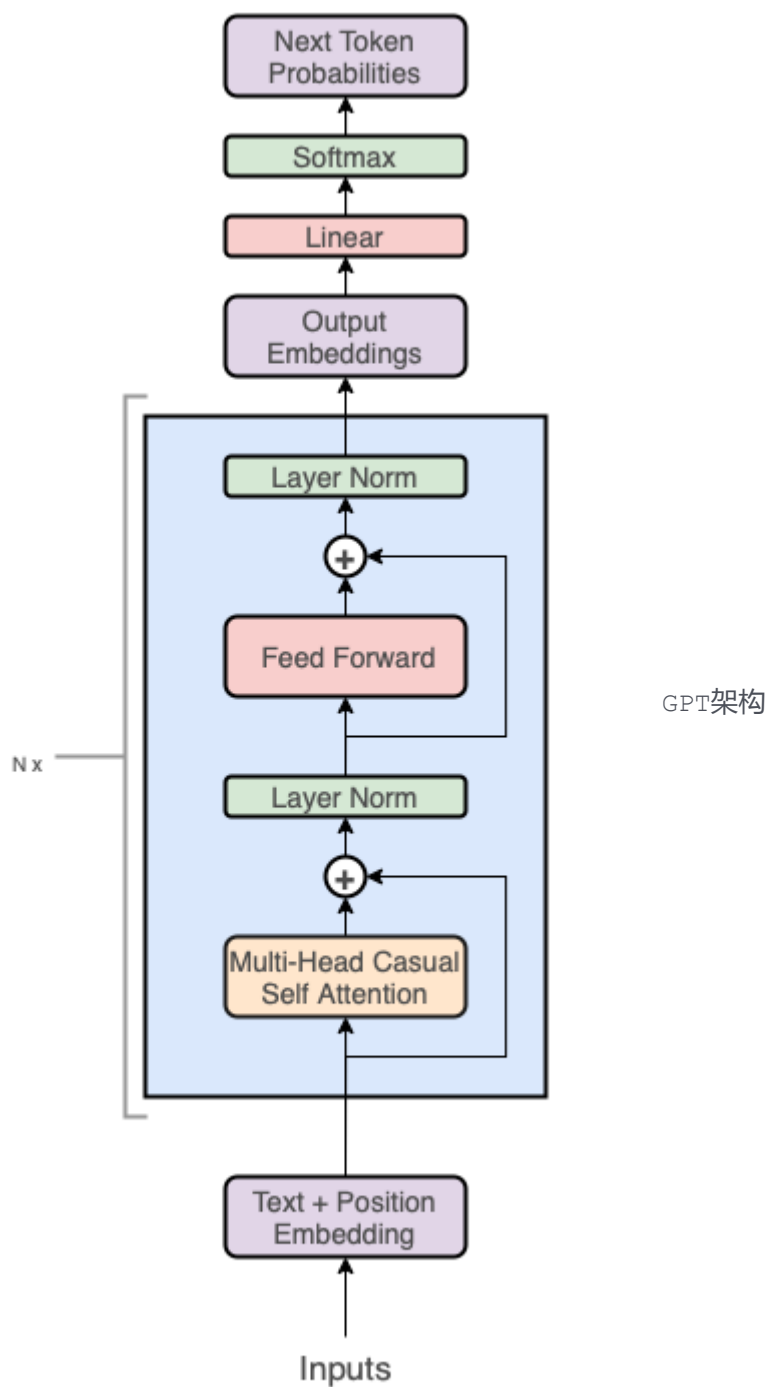 Next Token
Probabilities
Softmax
Linear
Output
Embeddings
Layer Norm
+
Feed Forward
GPT架构
N x
Layer Norm
+
Multi-Head Casual
Self Attention
Text + Position
Embedding
Inputs